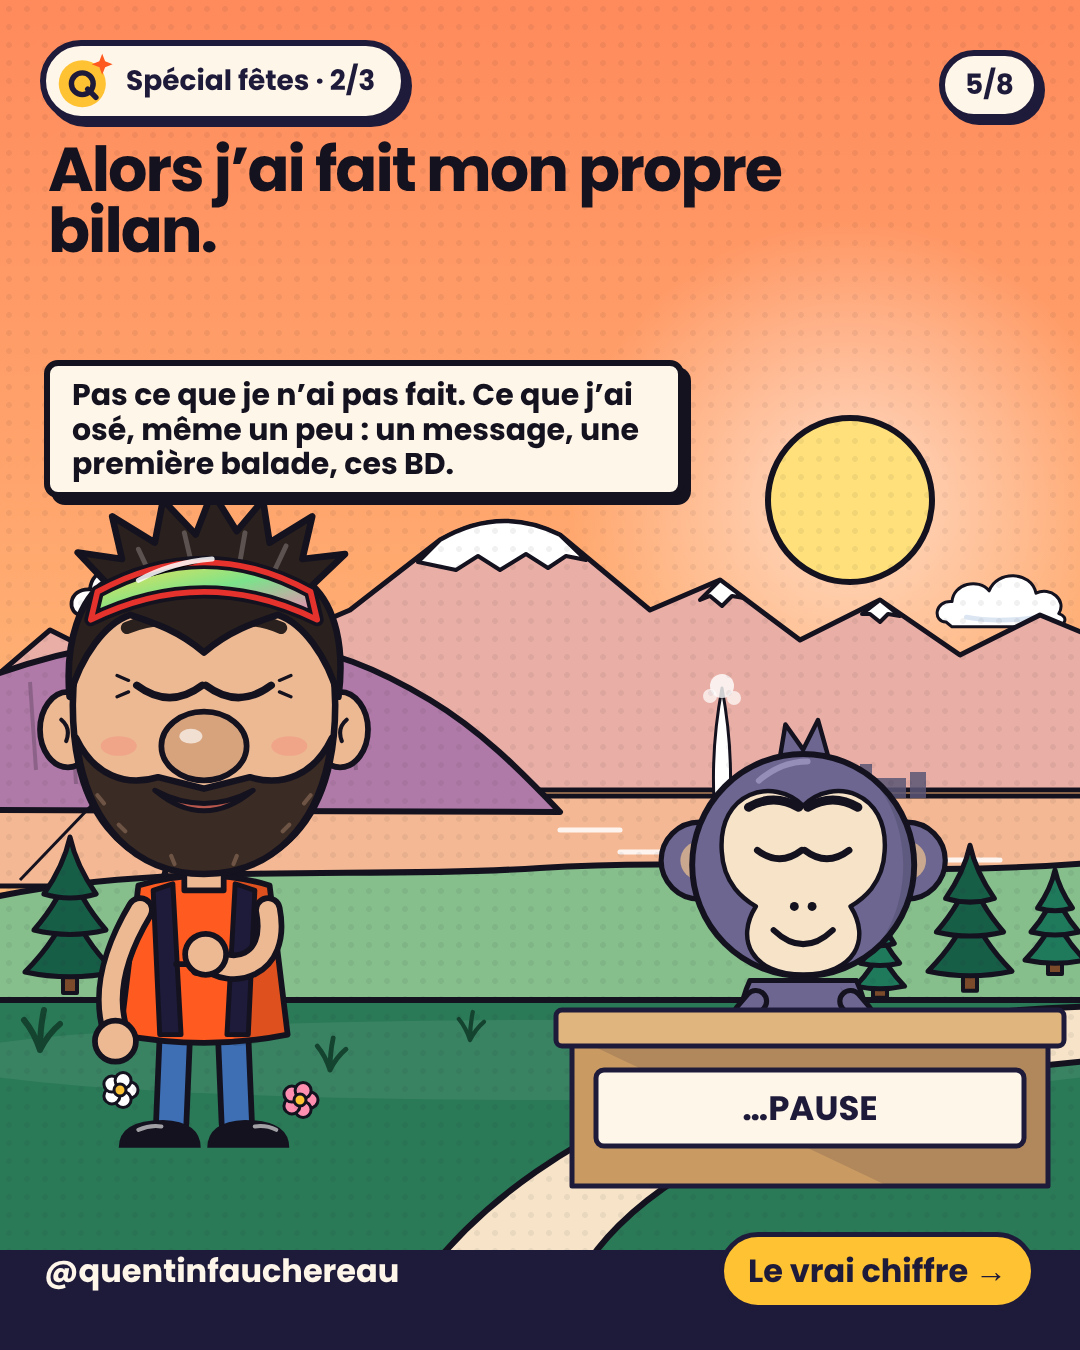 Spécial fêtes · 2/3
5/8
Alors j’ai fait mon propre
bilan.
Pas ce que je n’ai pas fait. Ce que j’ai
osé, même un peu : un message, une
première balade, ces BD.
...PAUSE
@quentinfauchereau
Le vrai chiffre →